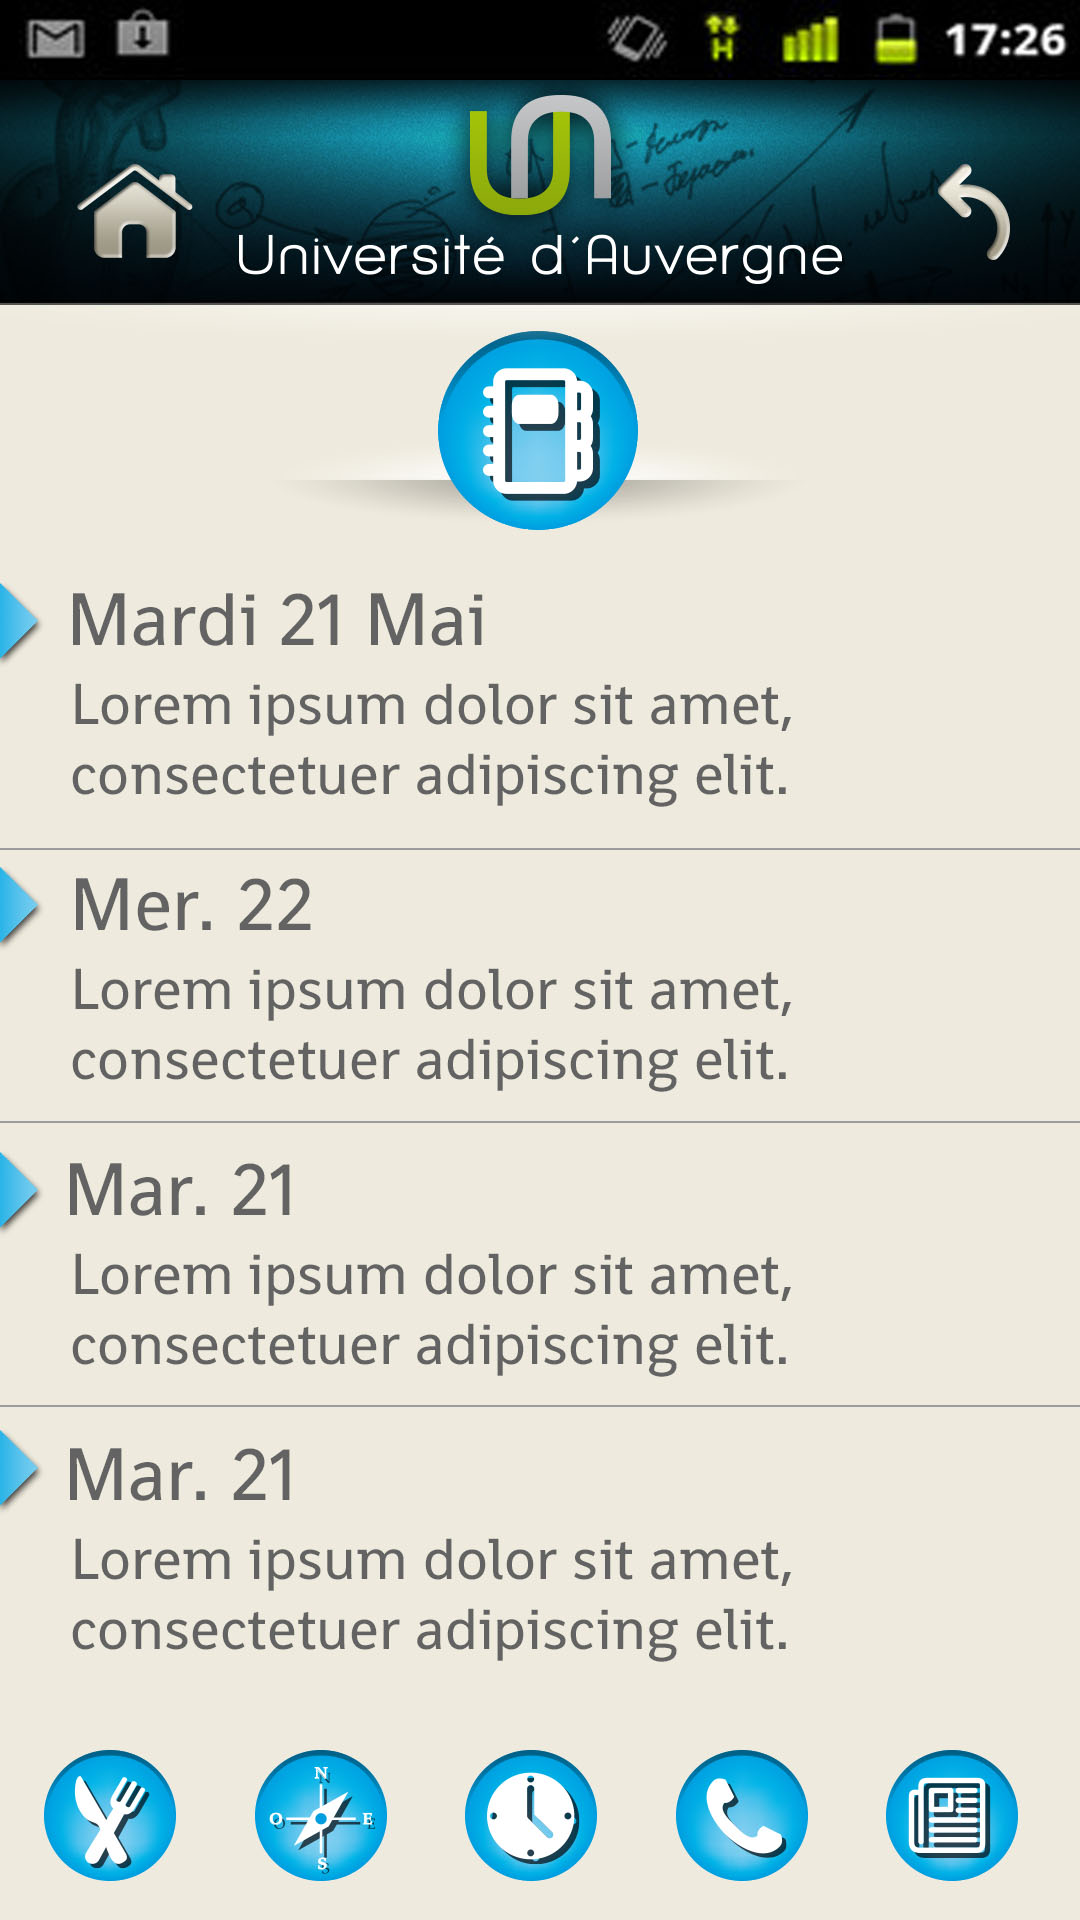 17:26
H
Université d'Auvergne
Mardi 21 Mai
Lorem ipsum dolor sit amet,
consectetuer adipiscing elit.
Mer. 22
Lorem ipsum dolor sit amet,
consectetuer adipiscing elit.
Mar. 21
Lorem ipsum dolor sit amet,
consectetuer adipiscing elit.
Mar. 21
Lorem ipsum dolor sit amet,
consectetuer adipiscing elit.
N
O E
S